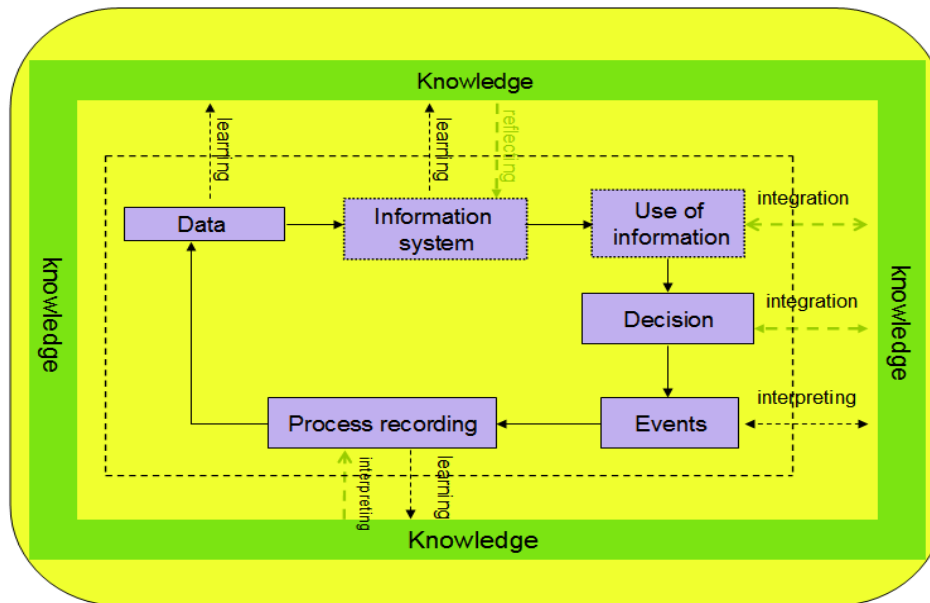 Knowledge
learning
learning
reflecting
Data
Information
system
Use of
information
integration
knowledge
knowledge
Decision
integration
Process recording
Events
interpreting
interpreting
learning
Knowledge